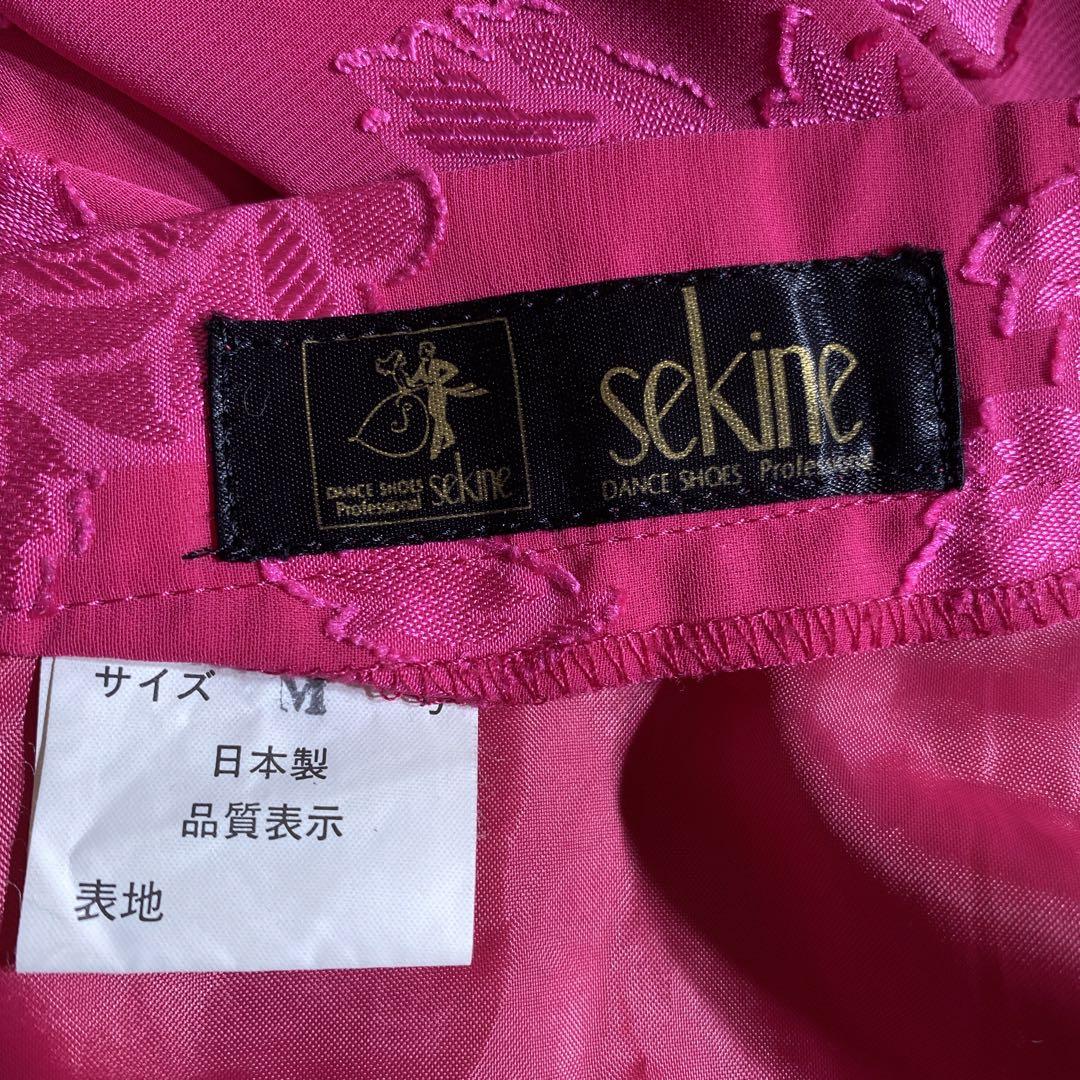 S
DANCE SHOES
Professional
sekine
sekine
DANCE SHOES Professional
サイズ M
日本製
品質表示
表地